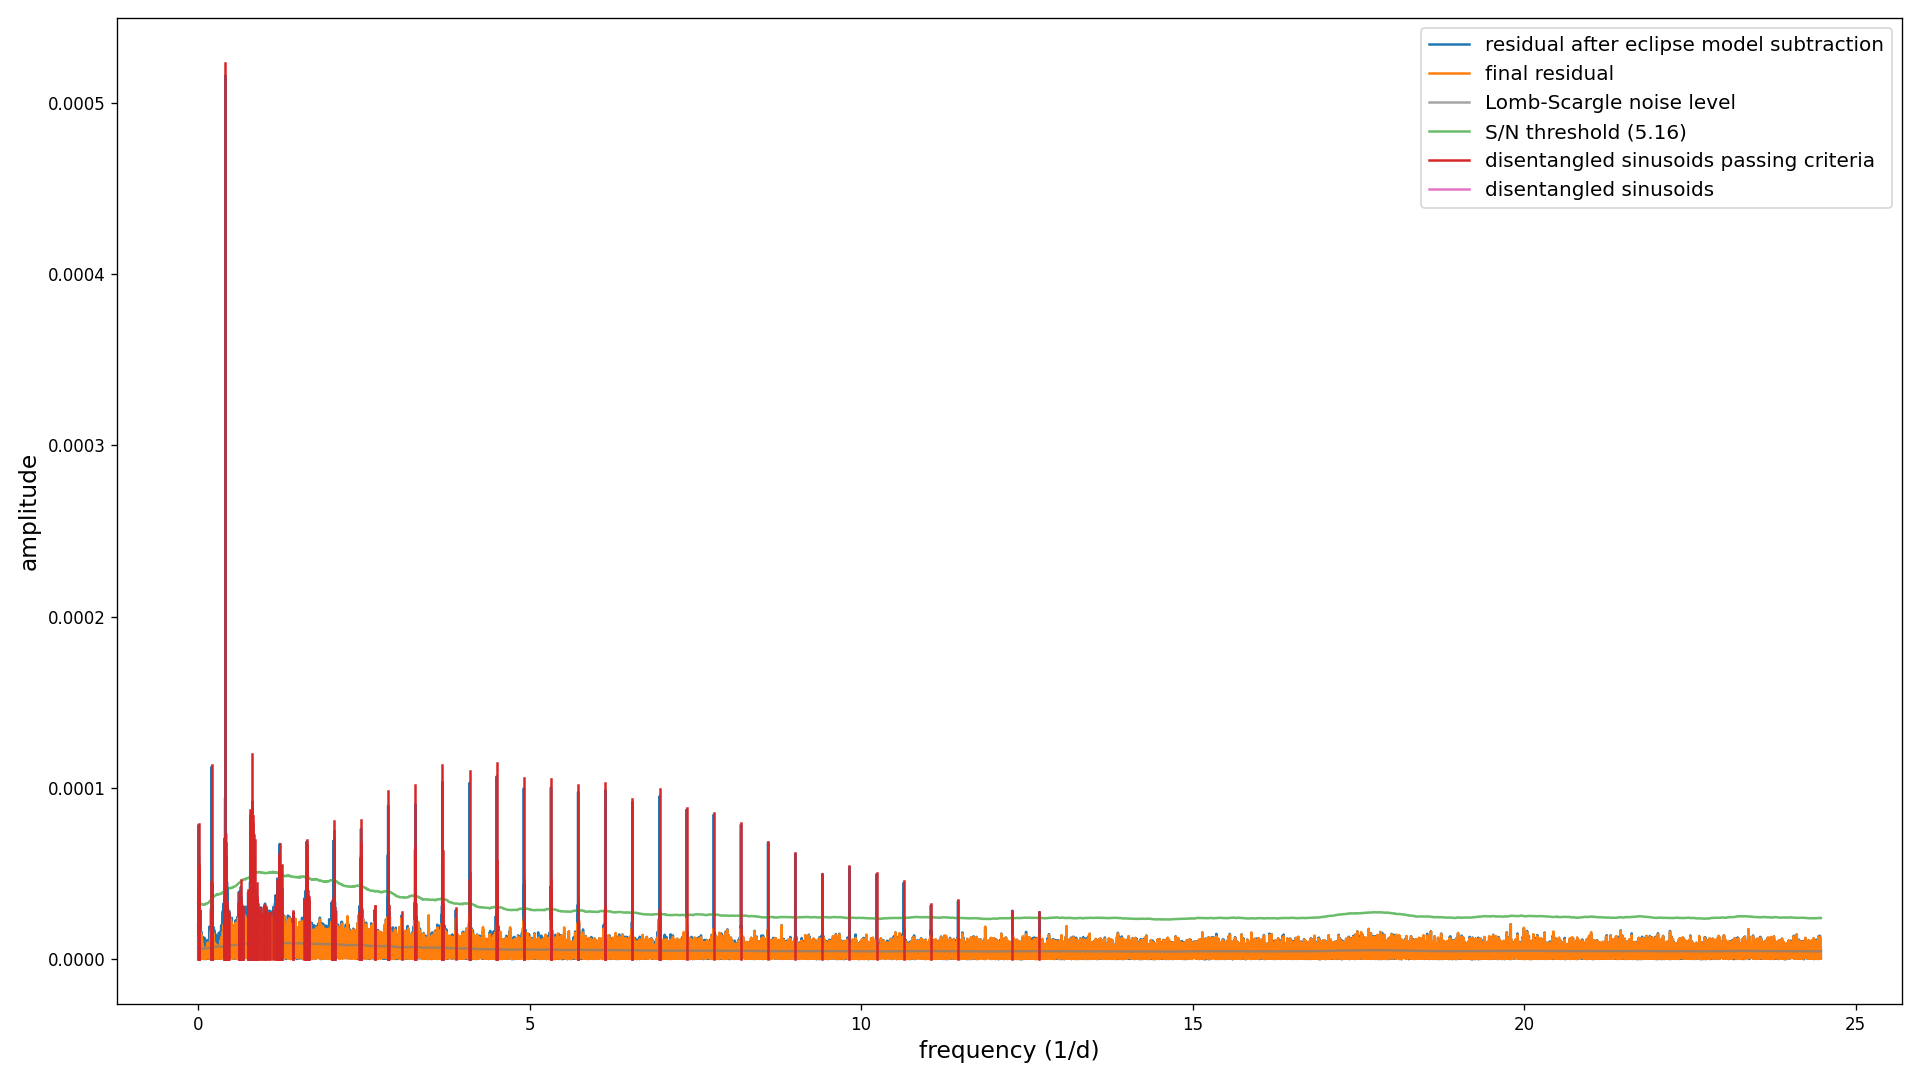 residual after eclipse model subtraction
final residual
Lomb-Scargle noise level
S/N threshold (5.16)
disentangled sinusoids passing criteria
disentangled sinusoids
0.0005
0.0004
0.0003
0.0002
0.0001
0.0000
amplitude
0 5 10 15 20 25
frequency (1/d)